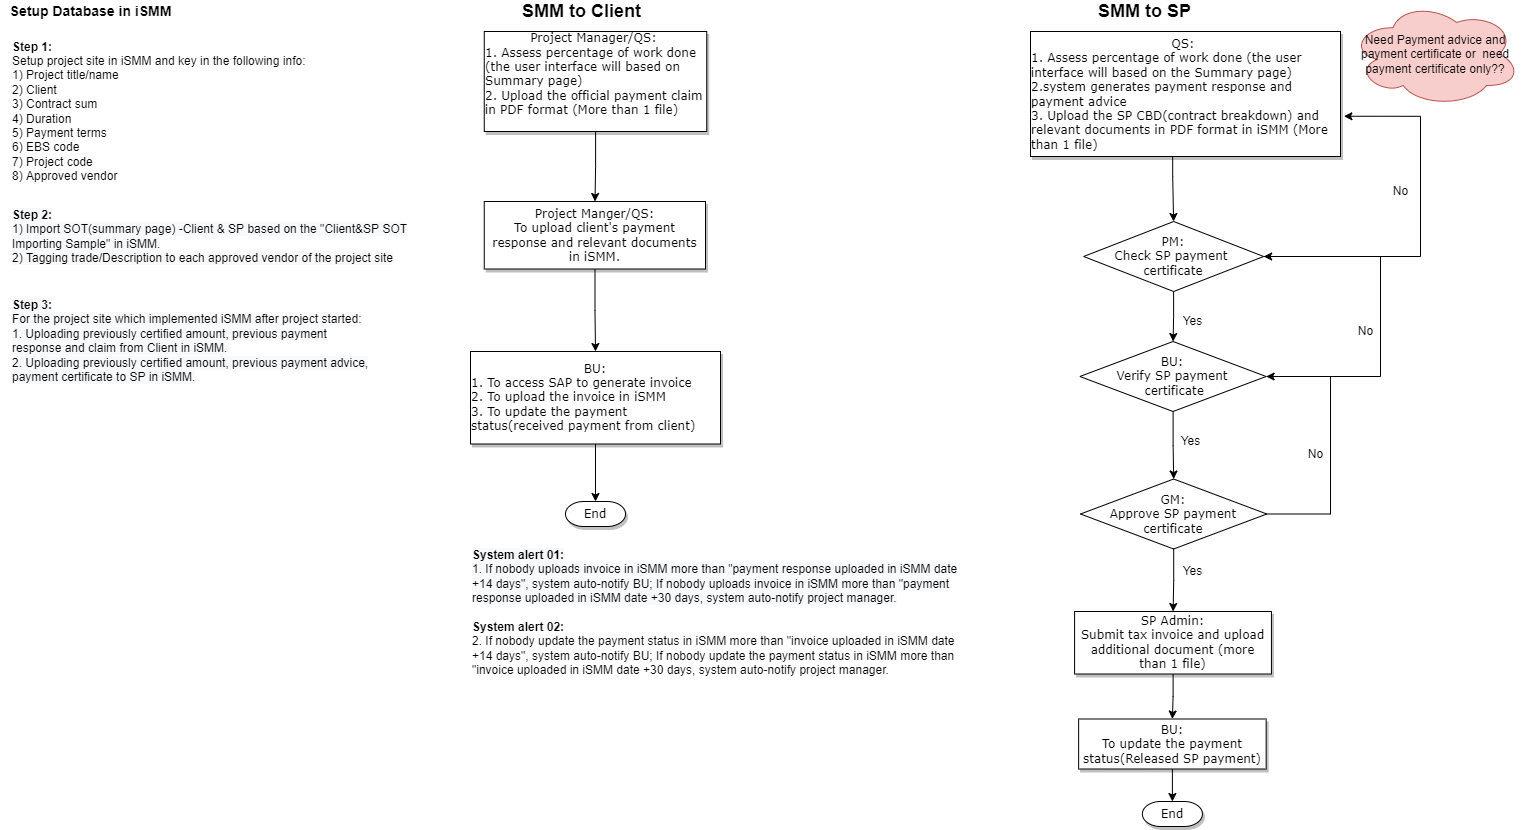 Setup Database in iSMM
Step 1:
Setup project site in iSMM and key in the following info:
1) Project title/name
2) Client
3) Contract sum
4) Duration
5) Payment terms
6) EBS code
7) Project code
8) Approved vendor
Step 2:
1) Import SOT(summary page) -Client & SP based on the "Client&SP SOT
Importing Sample" in iSMM.
2) Tagging trade/Description to each approved vendor of the project site
Step 3:
For the project site which implemented iSMM after project started:
1. Uploading previously certified amount, previous payment
response and claim from Client in iSMM.
2. Uploading previously certified amount, previous payment advice,
payment certificate to SP in iSMM.
SMM to Client
Project Manager/QS:
1. Assess percentage of work done
(the user interface will based on
Summary page)
2. Upload the official payment claim
in PDF format (More than 1 file)
Project Manger/QS:
To upload client's payment
response and relevant documents
in iSMM.
BU:
1. To access SAP to generate invoice
2. To upload the invoice in iSMM
3. To update the payment
status(received payment from client)
End
System alert 01:
1. If nobody uploads invoice in iSMM more than "payment response uploaded in iSMM date
+14 days", system auto-notify BU; If nobody uploads invoice in iSMM more than "payment
response uploaded in iSMM date +30 days, system auto-notify project manager.
System alert 02:
2. If nobody update the payment status in iSMM more than "invoice uploaded in iSMM date
+14 days", system auto-notify BU; If nobody update the payment status in iSMM more than
"invoice uploaded in iSMM date +30 days, system auto-notify project manager.
SMM to SP
QS:
1. Assess percentage of work done (the user
interface will based on the Summary page)
2.system generates payment response and
payment advice
3. Upload the SP CBD(contract breakdown) and
relevant documents in PDF format in iSMM (More
than 1 file)
Need Payment advice and
payment certificate or need
payment certificate only??
No
PM:
Check SP payment
certificate
Yes
No
BU:
Verify SP payment
certificate
Yes
No
GM:
Approve SP payment
certificate
Yes
SP Admin:
Submit tax invoice and upload
additional document (more
than 1 file)
BU:
To update the payment
status(Released SP payment)
End